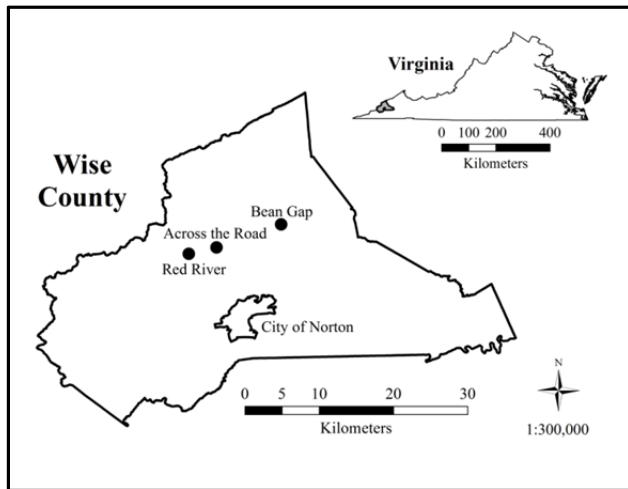 Virginia
0 100 200 400
Kilometers
Wise
County
Bean Gap
Across the Road
Red River
City of Norton
0 5 10 20 30
Kilometers
N
1:300,000